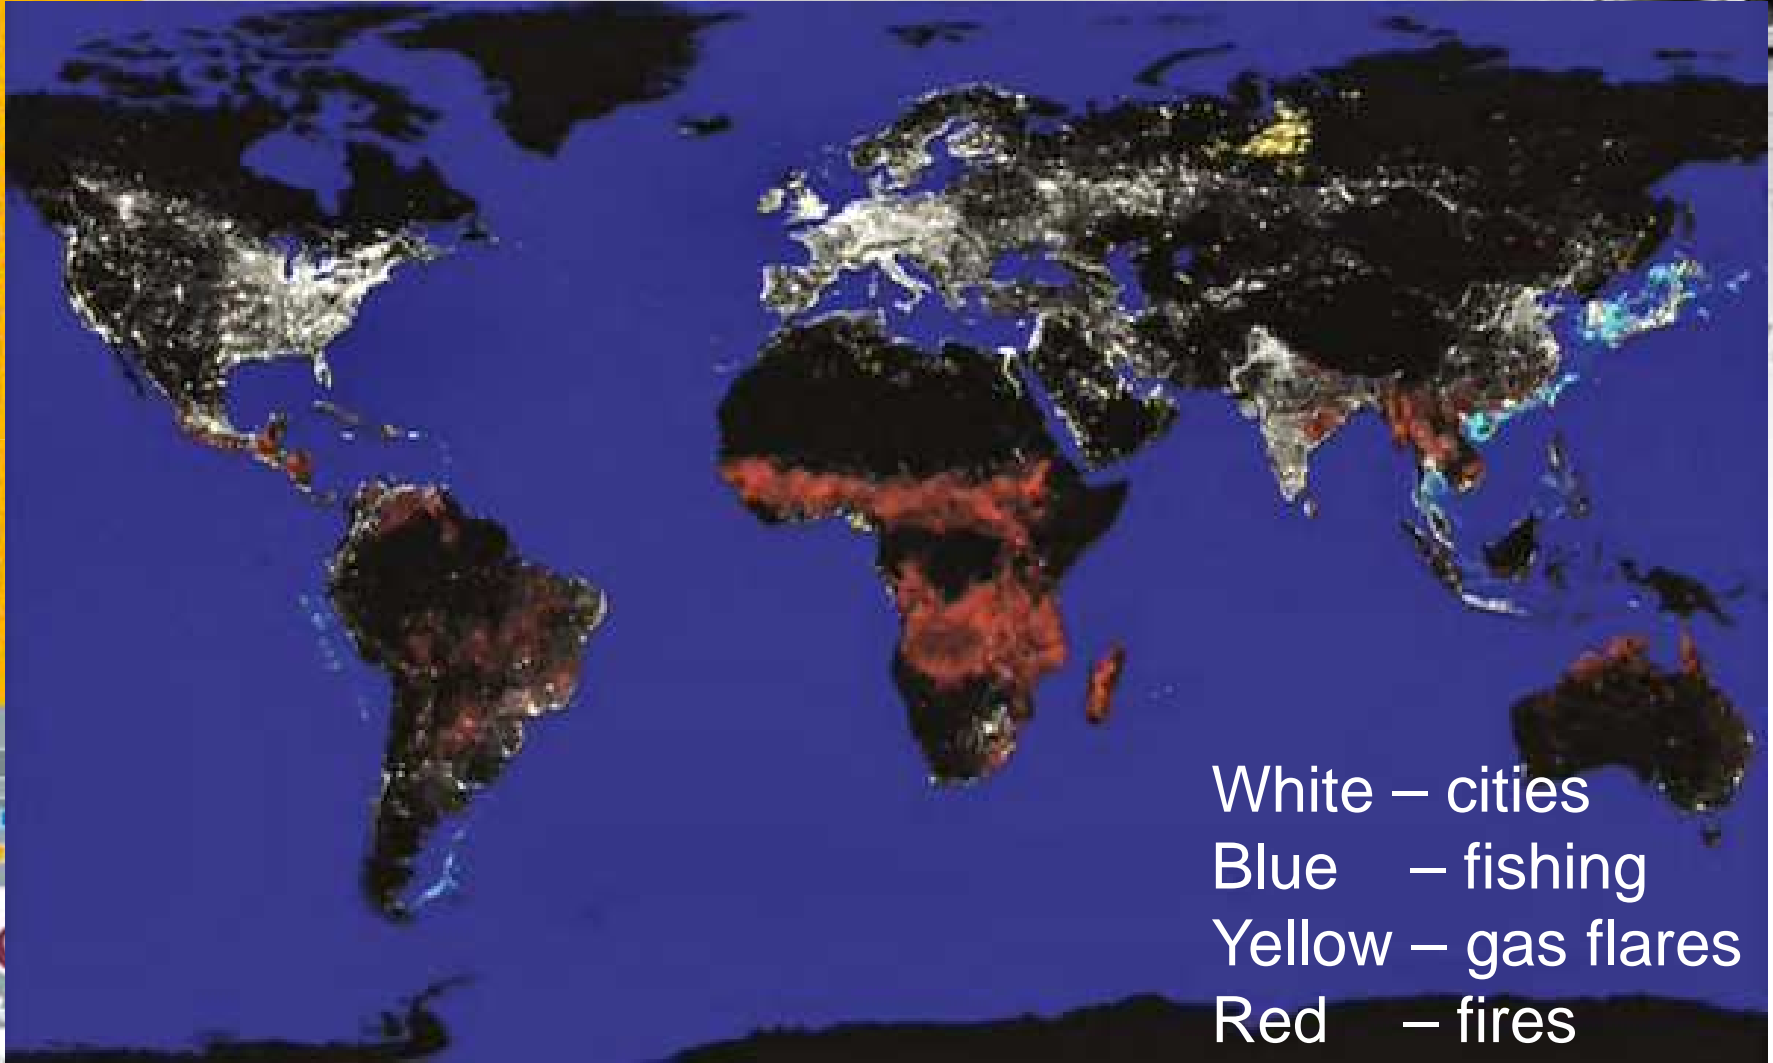 White – cities
Blue – fishing
Yellow – gas flares
Red – fires